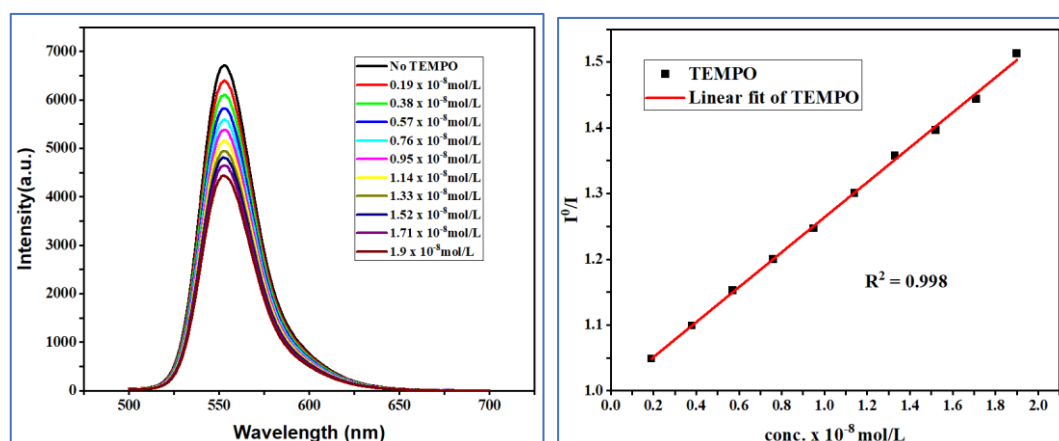 7000
6000
5000
4000
3000
2000
1000
0
Intensity(a.u.)
No TEMPO
0.19 x 10⁻⁸mol/L
0.38 x 10⁻⁸mol/L
0.57 x 10⁻⁸mol/L
0.76 x 10⁻⁸mol/L
0.95 x 10⁻⁸mol/L
1.14 x 10⁻⁸mol/L
1.33 x 10⁻⁸mol/L
1.52 x 10⁻⁸mol/L
1.71 x 10⁻⁸mol/L
1.9 x 10⁻⁸mol/L
500 550 600 650 700
Wavelength (nm)
1.5
1.4
1.3
1.2
1.1
1.0
I⁰/I
TEMPO
Linear fit of TEMPO
R² = 0.998
0.2 0.4 0.6 0.8 1.0 1.2 1.4 1.6 1.8 2.0
conc. x 10⁻⁸ mol/L